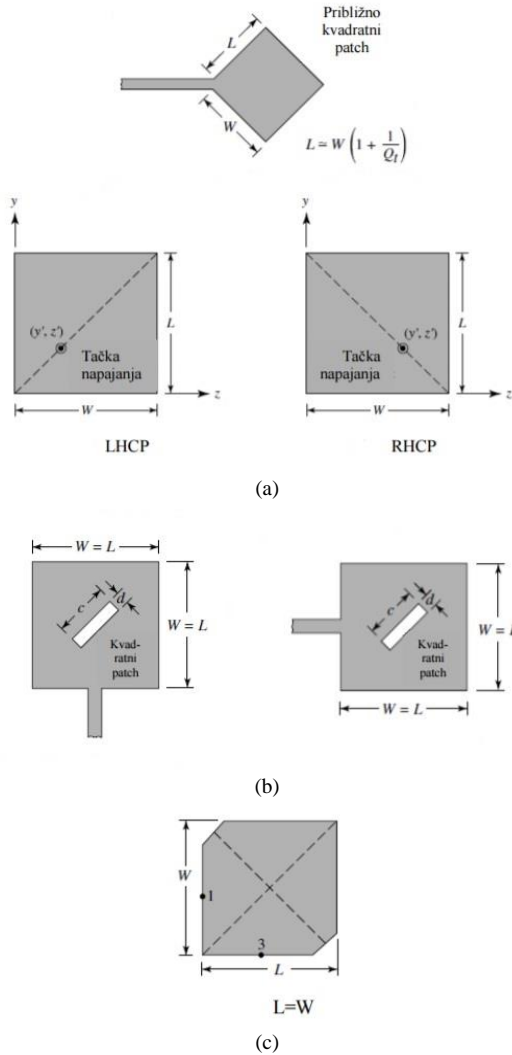 Približno
kvadratni
patch
L
W
L ≃ W (1 + 1/Qt)
y
y
L
L
(y', z')
(y', z')
Tačka
napajanja
Tačka
napajanja
z
z
W
W
LHCP
RHCP
(a)
W = L
c
d
W = L
Kvad-
ratni
patch
c
d
W = L
Kvad-
ratni
patch
W = L
(b)
W
1
3
L
L=W
(c)